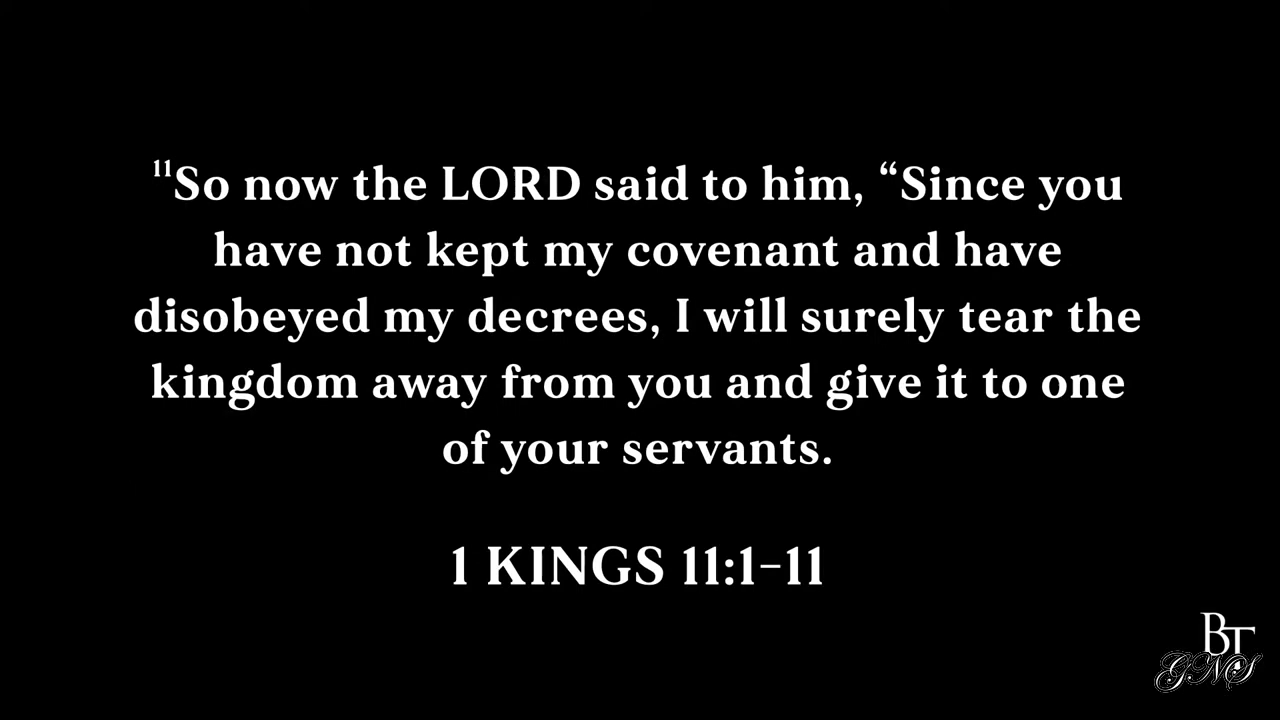 ¹¹So now the LORD said to him, “Since you
have not kept my covenant and have
disobeyed my decrees, I will surely tear the
kingdom away from you and give it to one
of your servants.
1 KINGS 11:1–11
BT
GNS